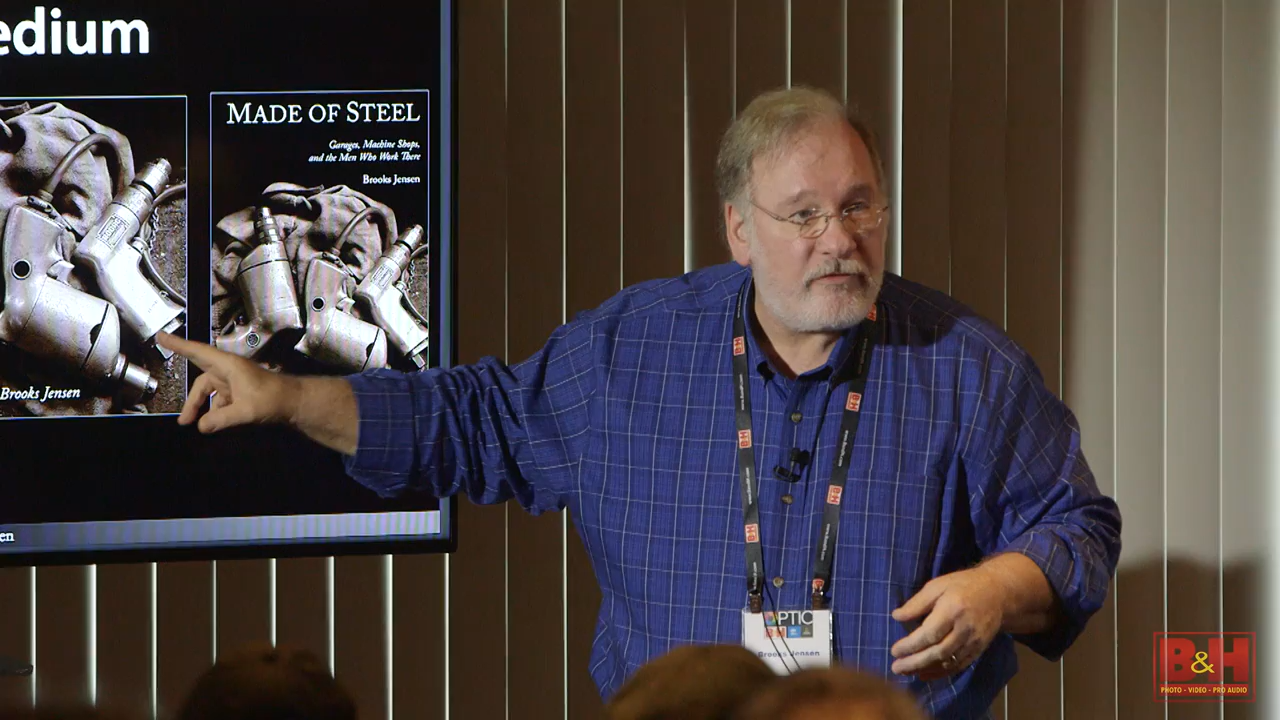 edium
MADE OF STEEL
Garages, Machine Shops,
and the Men Who Work There
Brooks Jensen
Brooks Jensen
en
B&H
B&H
B&H
B&H
B&H
OPTIC
Brooks Jensen
B&H
PHOTO - VIDEO - PRO AUDIO